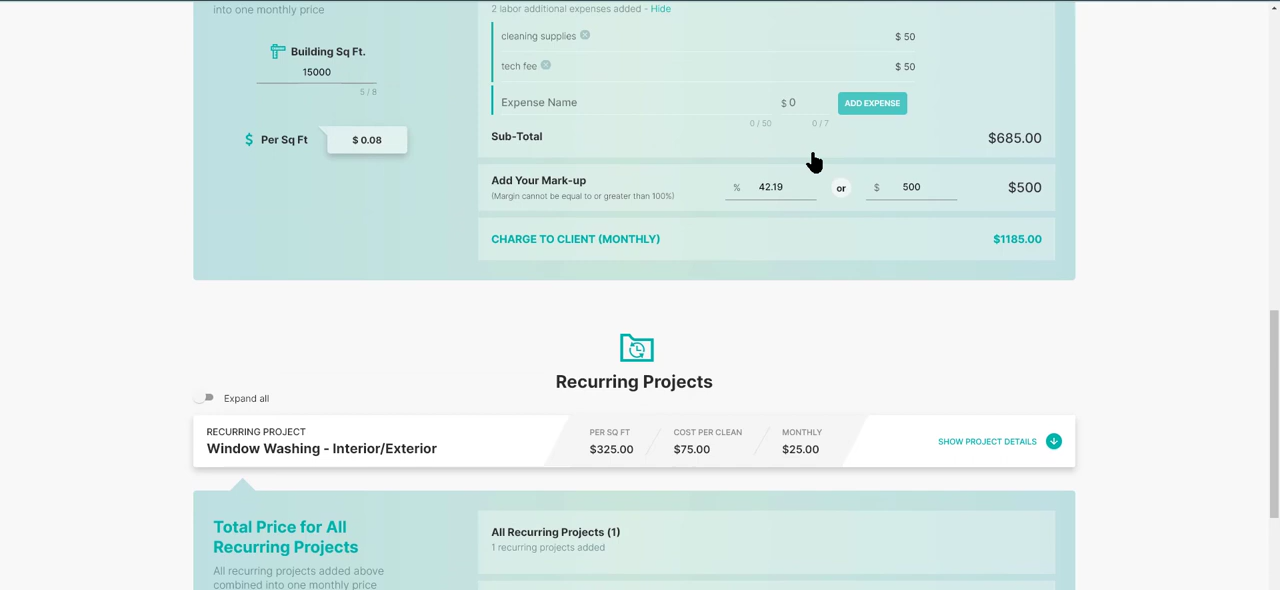 into one monthly price
Building Sq Ft.
15000
5 / 8
$ Per Sq Ft
$ 0.08
2 labor additional expenses added - Hide
cleaning supplies
$ 50
tech fee
$ 50
Expense Name
$ 0
ADD EXPENSE
0 / 50
0 / 7
Sub-Total
$685.00
Add Your Mark-up
(Margin cannot be equal to or greater than 100%)
% 42.19
or
$ 500
$500
CHARGE TO CLIENT (MONTHLY)
$1185.00
Recurring Projects
Expand all
RECURRING PROJECT
Window Washing - Interior/Exterior
PER SQ FT
$325.00
COST PER CLEAN
$75.00
MONTHLY
$25.00
SHOW PROJECT DETAILS
Total Price for All
Recurring Projects
All recurring projects added above
combined into one monthly price
All Recurring Projects (1)
1 recurring projects added